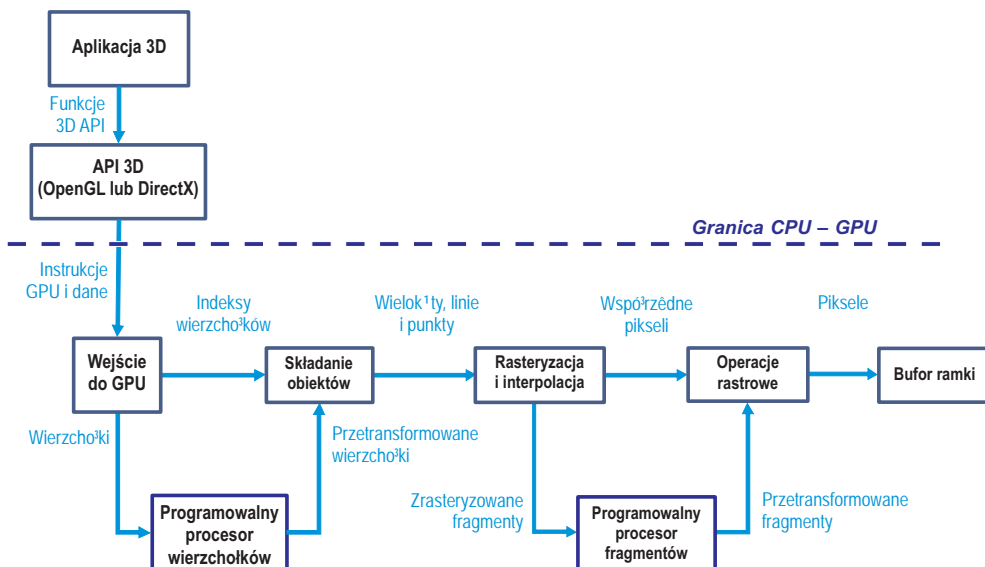 Aplikacja 3D
Funkcje
3D API
API 3D
(OpenGL lub DirectX)
Granica CPU – GPU
Instrukcje
GPU i dane
Indeksy
wierzcho³ków
Wielok¹ty, linie
i punkty
Wspó³rzêdne
pikseli
Piksele
Wejście
do GPU
Składanie
obiektów
Rasteryzacja
i interpolacja
Operacje
rastrowe
Bufor ramki
Wierzcho³ki
Przetransformowane
wierzcho³ki
Zrasteryzowane
fragmenty
Przetransformowane
fragmenty
Programowalny
procesor
wierzchołków
Programowalny
procesor
fragmentów